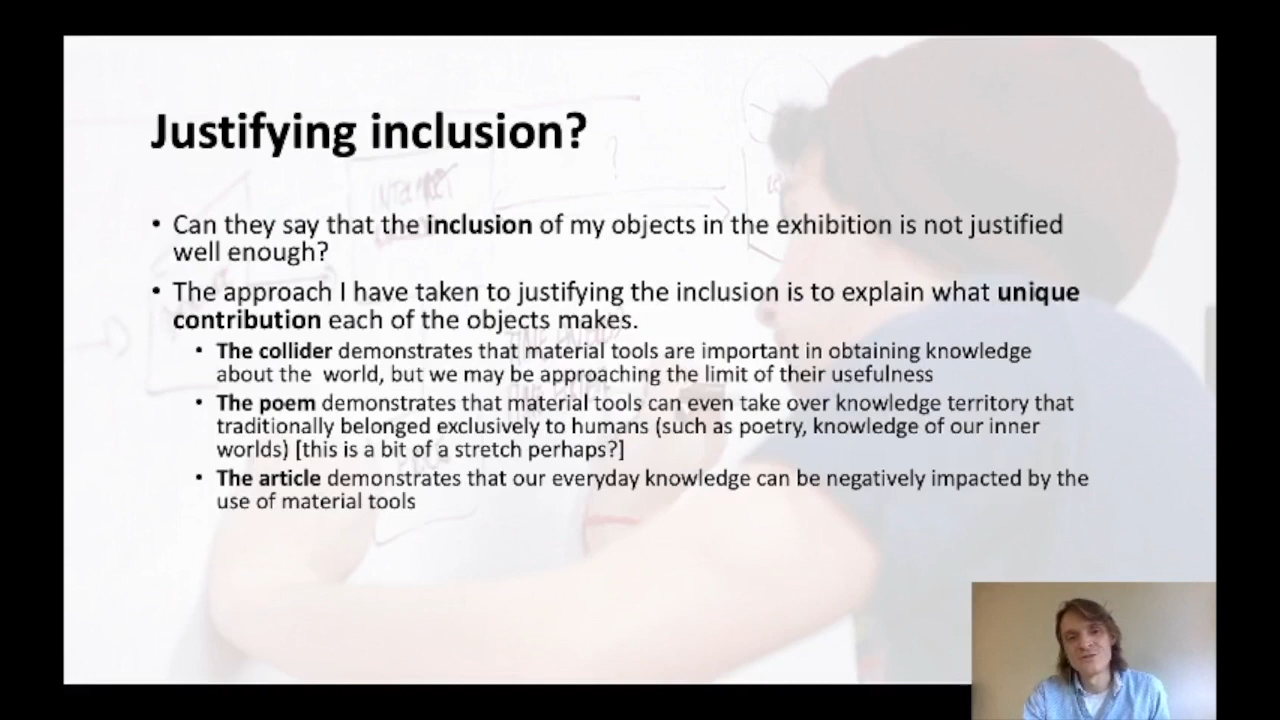 Justifying inclusion?
• Can they say that the inclusion of my objects in the exhibition is not justified
well enough?
• The approach I have taken to justifying the inclusion is to explain what unique
contribution each of the objects makes.
• The collider demonstrates that material tools are important in obtaining knowledge
about the world, but we may be approaching the limit of their usefulness
• The poem demonstrates that material tools can even take over knowledge territory that
traditionally belonged exclusively to humans (such as poetry, knowledge of our inner
worlds) [this is a bit of a stretch perhaps?]
• The article demonstrates that our everyday knowledge can be negatively impacted by the
use of material tools